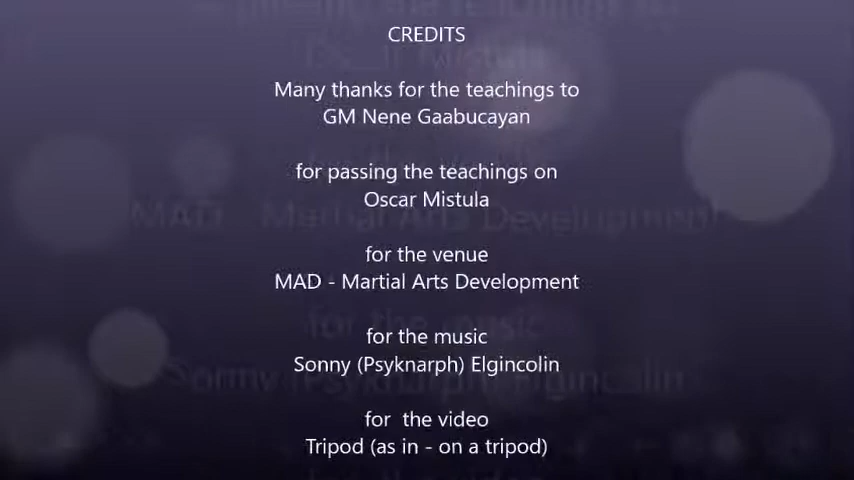 CREDITS
Many thanks for the teachings to
GM Nene Gaabucayan
for passing the teachings on
Oscar Mistula
for the venue
MAD - Martial Arts Development
for the music
Sonny (Psyknarph) Elgincolin
for  the video
Tripod (as in - on a tripod)